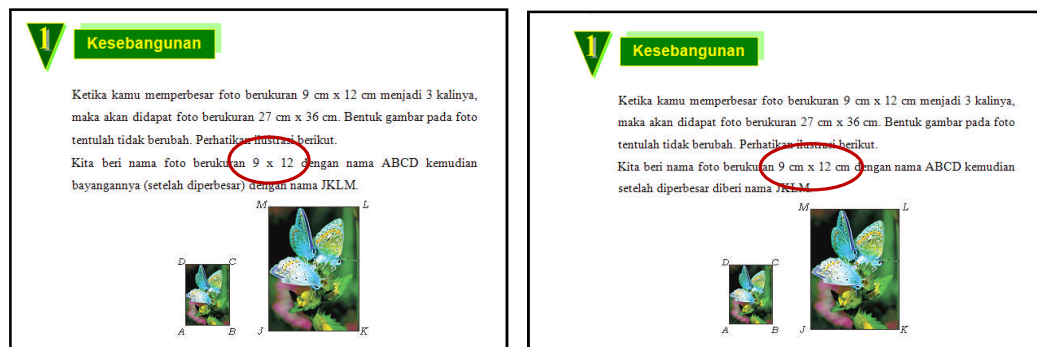 1
Kesebangunan
Ketika kamu memperbesar foto berukuran 9 cm x 12 cm menjadi 3 kalinya,
maka akan didapat foto berukuran 27 cm x 36 cm. Bentuk gambar pada foto
tentulah tidak berubah. Perhatikan ilustrasi berikut.
Kita beri nama foto berukuran 9 x 12 dengan nama ABCD kemudian
bayangannya (setelah diperbesar) dengan nama JKLM.
M L
D C
A B J K
1
Kesebangunan
Ketika kamu memperbesar foto berukuran 9 cm x 12 cm menjadi 3 kalinya,
maka akan didapat foto berukuran 27 cm x 36 cm. Bentuk gambar pada foto
tentulah tidak berubah. Perhatikan ilustrasi berikut.
Kita beri nama foto berukuran 9 cm x 12 cm dengan nama ABCD kemudian
setelah diperbesar diberi nama JKLM.
M L
D C
A B J K